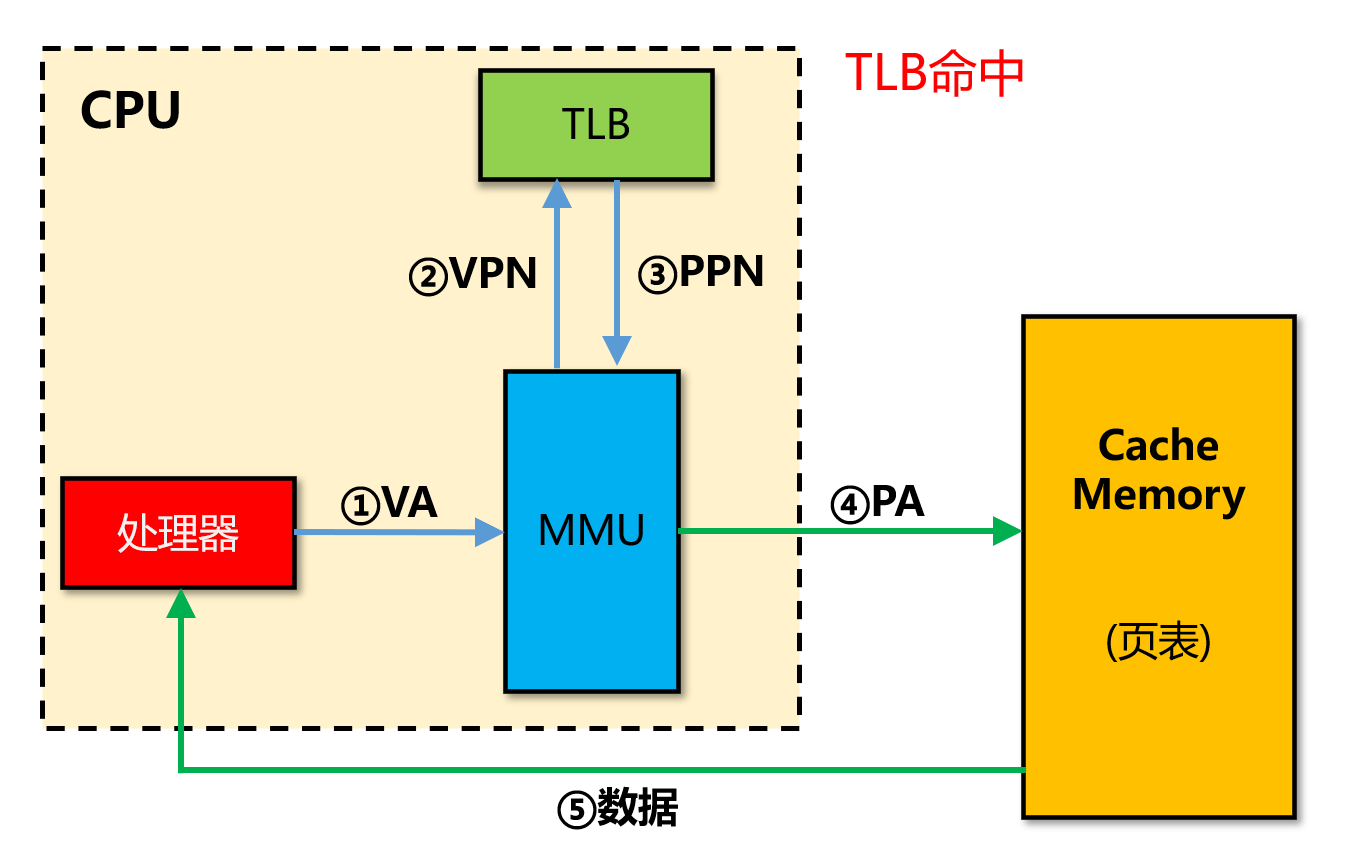 TLB命中
CPU
TLB
②VPN
③PPN
Cache
Memory
①VA
④PA
处理器
MMU
(页表)
⑤数据